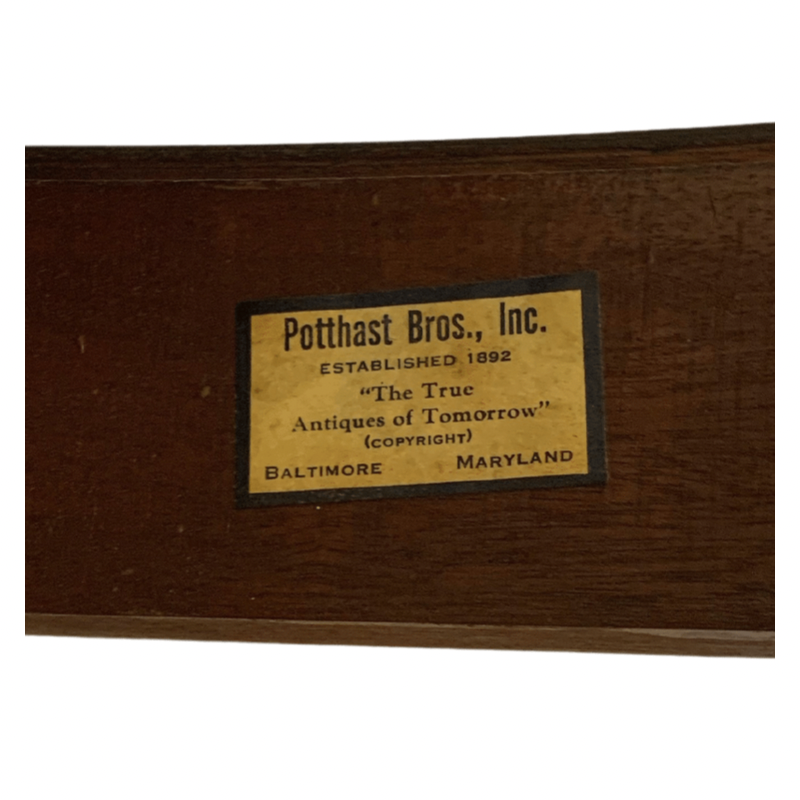 Potthast Bros., Inc.
ESTABLISHED 1892
“The True
Antiques of Tomorrow”
(COPYRIGHT)
BALTIMORE MARYLAND